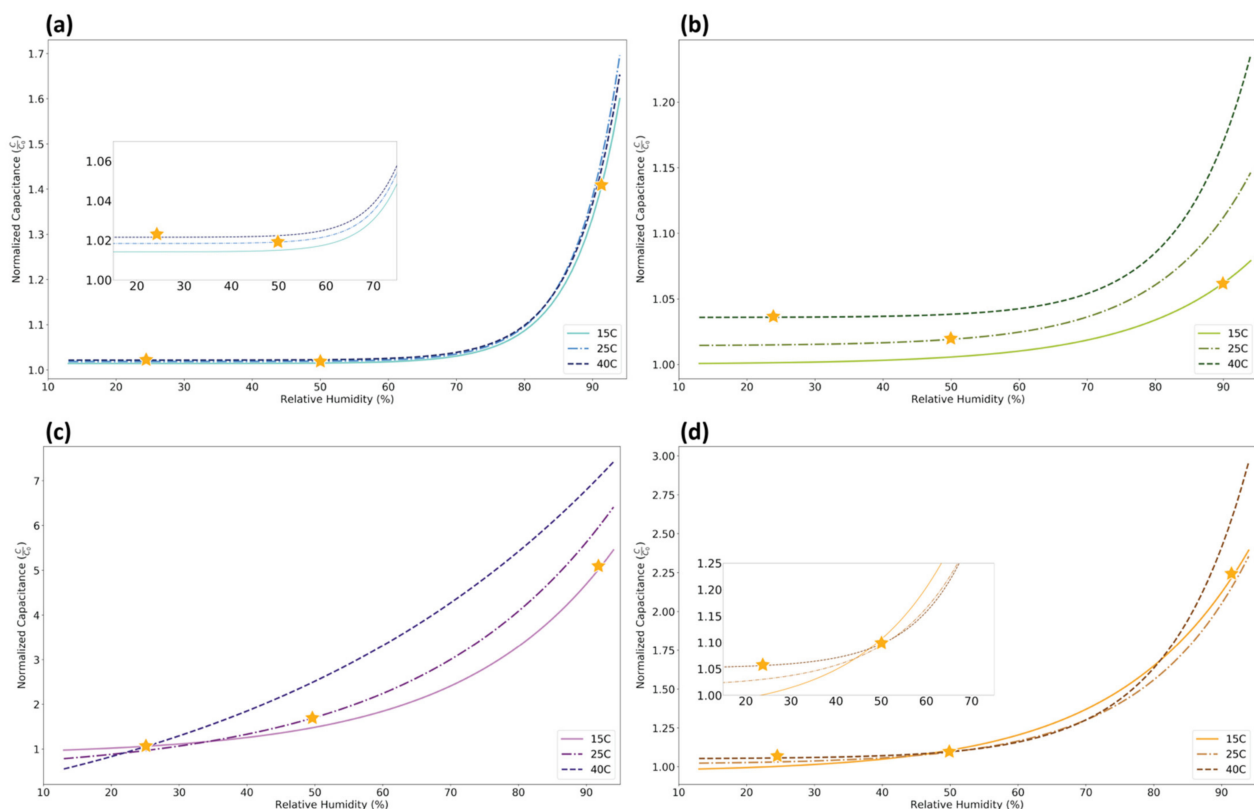 (a)
Normalized Capacitance (C/C₀)
1.7
1.6
1.5
1.4
1.3
1.2
1.1
1.0
1.06
1.04
1.02
1.00
20 30 40 50 60 70
15C
25C
40C
10 20 30 40 50 60 70 80 90
Relative Humidity (%)
(b)
Normalized Capacitance (C/C₀)
1.20
1.15
1.10
1.05
1.00
15C
25C
40C
10 20 30 40 50 60 70 80 90
Relative Humidity (%)
(c)
Normalized Capacitance (C/C₀)
7
6
5
4
3
2
1
15C
25C
40C
10 20 30 40 50 60 70 80 90
Relative Humidity (%)
(d)
Normalized Capacitance (C/C₀)
3.00
2.75
2.50
2.25
2.00
1.75
1.50
1.25
1.00
1.25
1.20
1.15
1.10
1.05
1.00
20 30 40 50 60 70
15C
25C
40C
10 20 30 40 50 60 70 80 90
Relative Humidity (%)